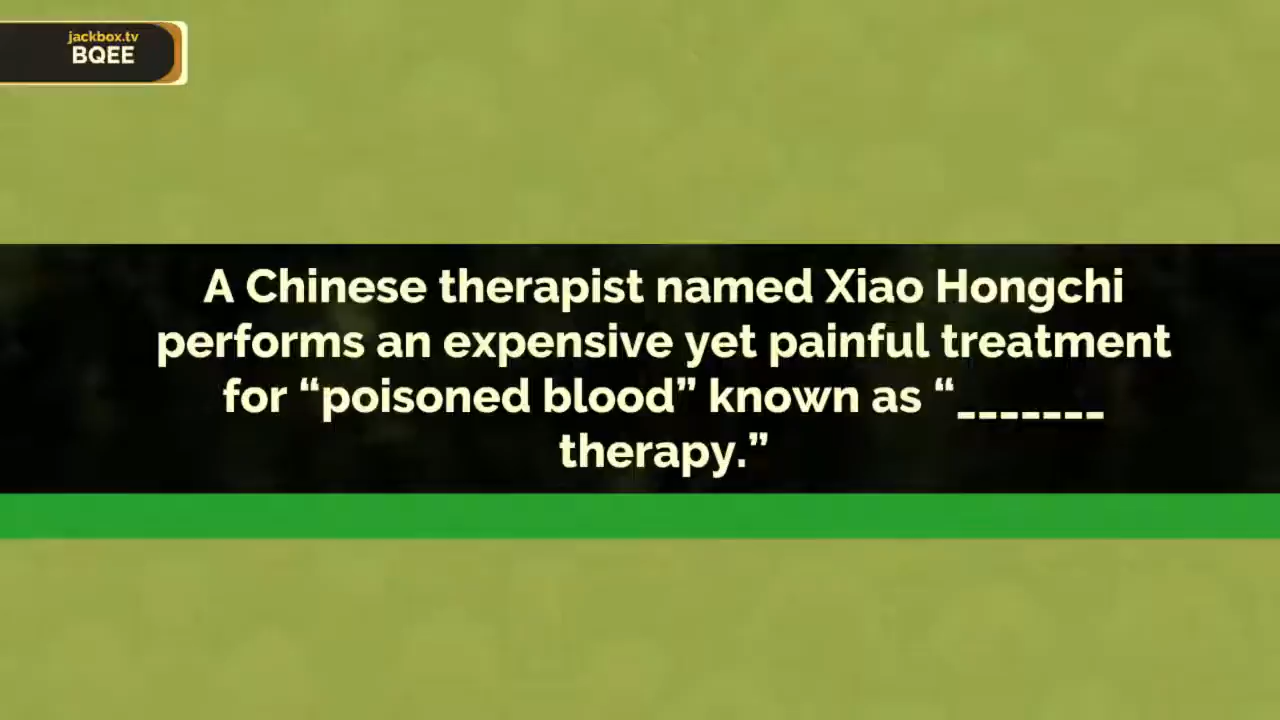 jackbox.tv
BQEE
A Chinese therapist named Xiao Hongchi
performs an expensive yet painful treatment
for “poisoned blood” known as “_______
therapy.”